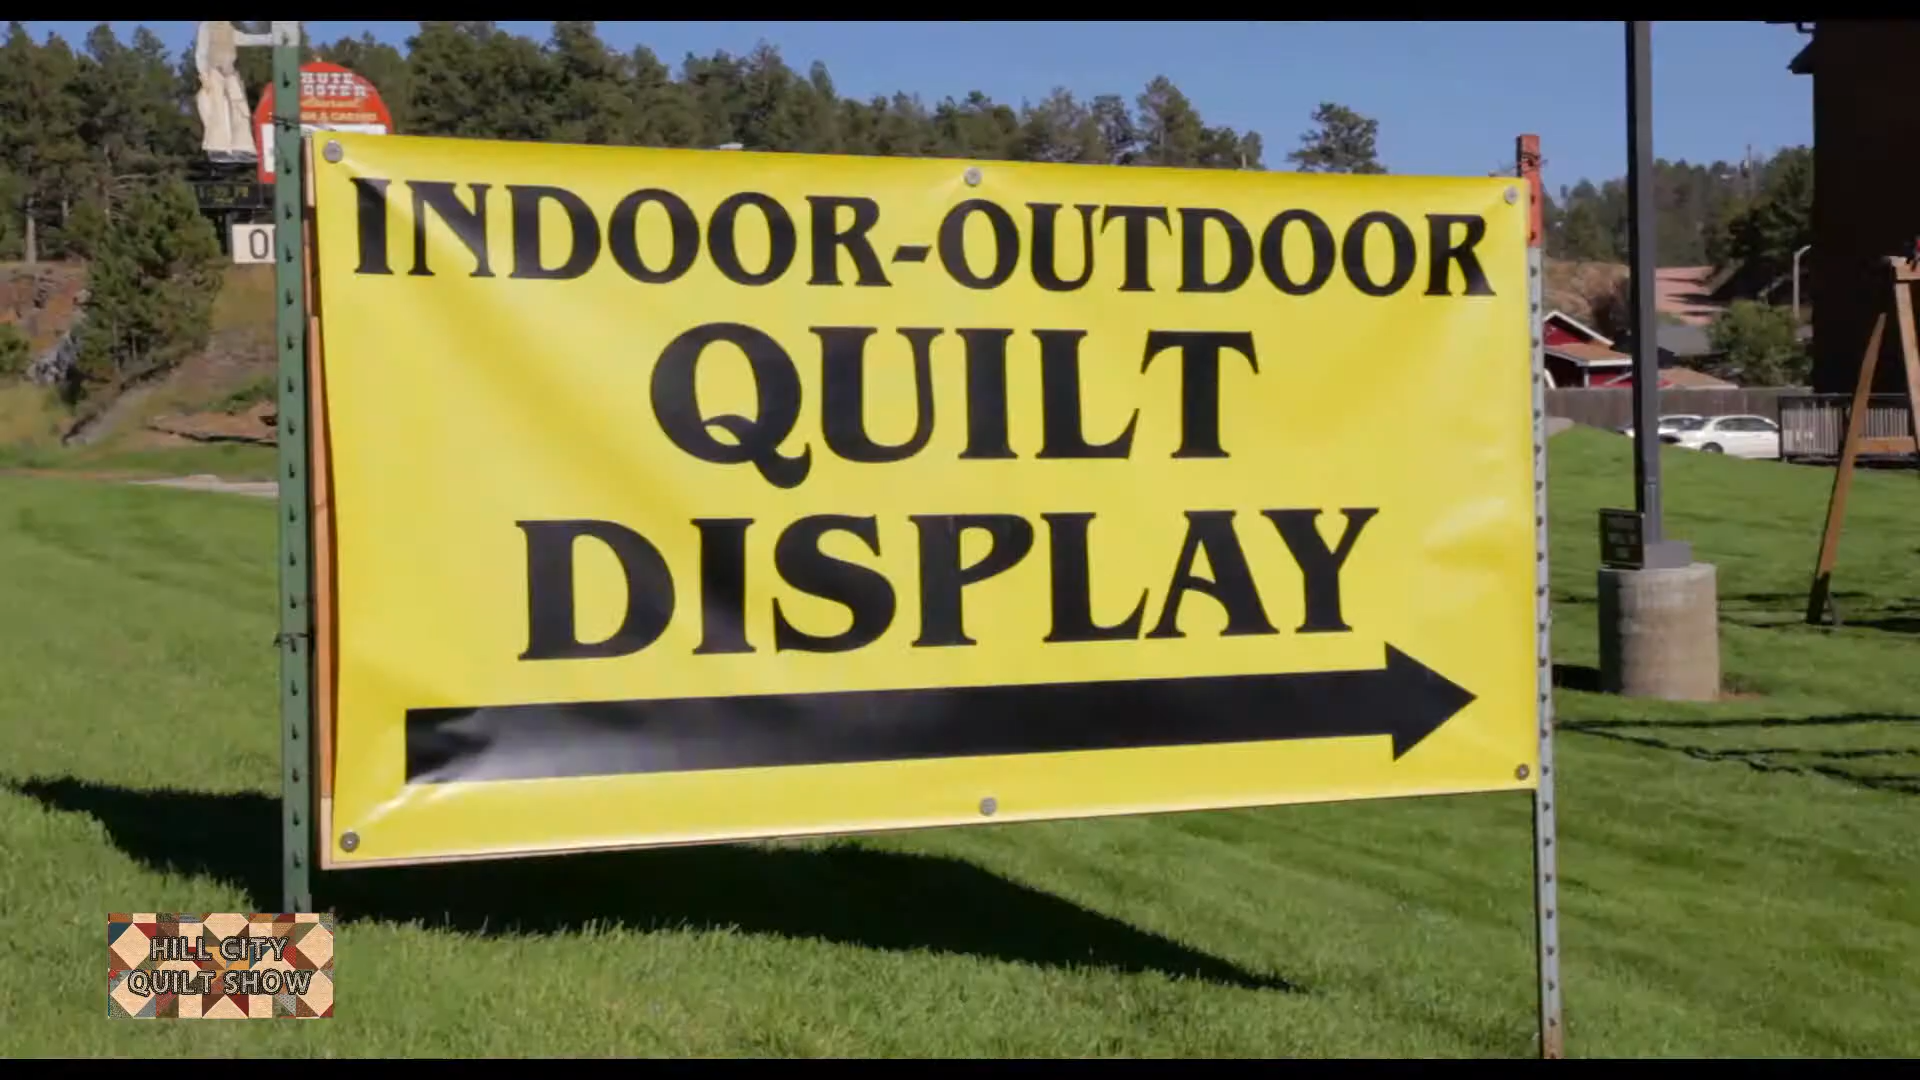 INDOOR-OUTDOOR
QUILT
DISPLAY
HILL CITY
QUILT SHOW